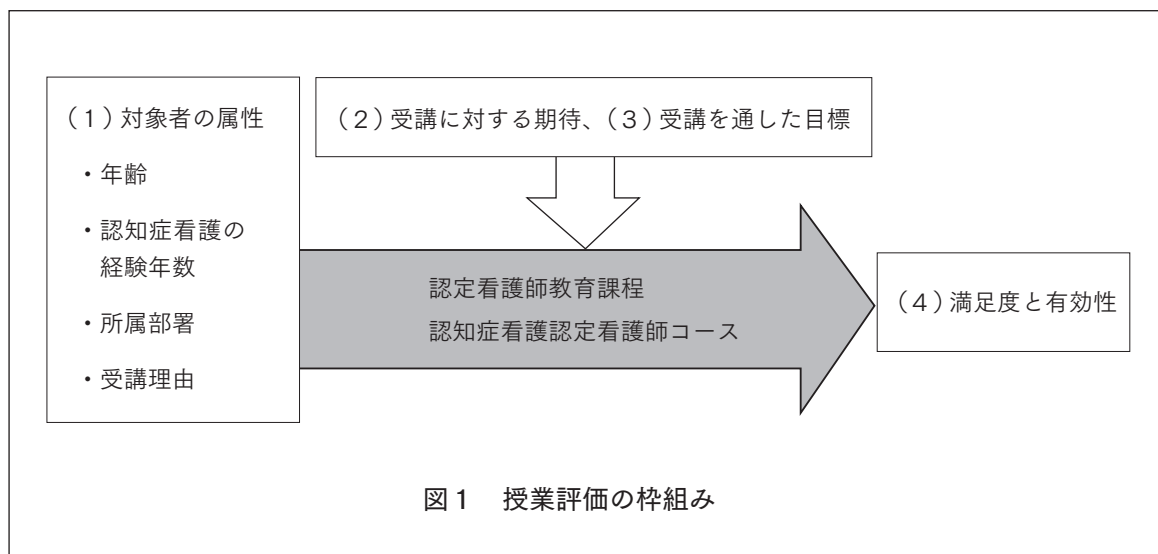 (1)対象者の属性
・年齢
・認知症看護の
経験年数
・所属部署
・受講理由
(2)受講に対する期待、(3)受講を通した目標
認定看護師教育課程
認知症看護認定看護師コース
(4)満足度と有効性
図1 授業評価の枠組み